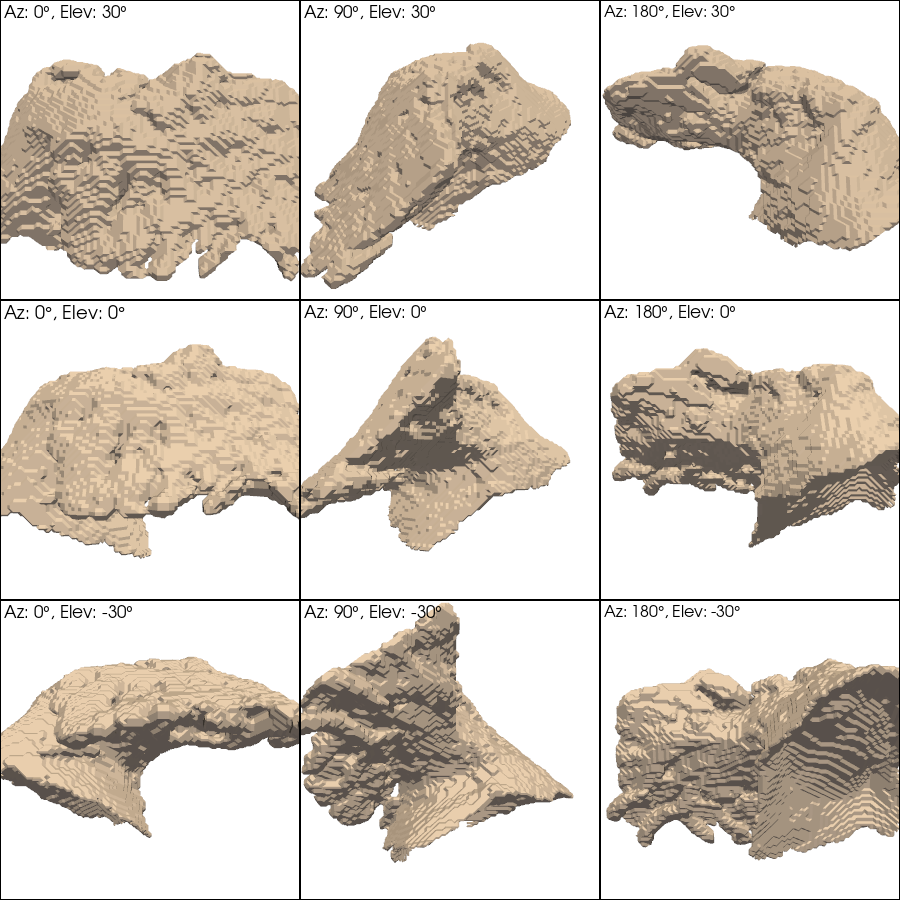 Az: 0°, Elev: 30°
Az: 90°, Elev: 30°
Az: 180°, Elev: 30°
Az: 0°, Elev: 0°
Az: 90°, Elev: 0°
Az: 180°, Elev: 0°
Az: 0°, Elev: -30°
Az: 90°, Elev: -30°
Az: 180°, Elev: -30°